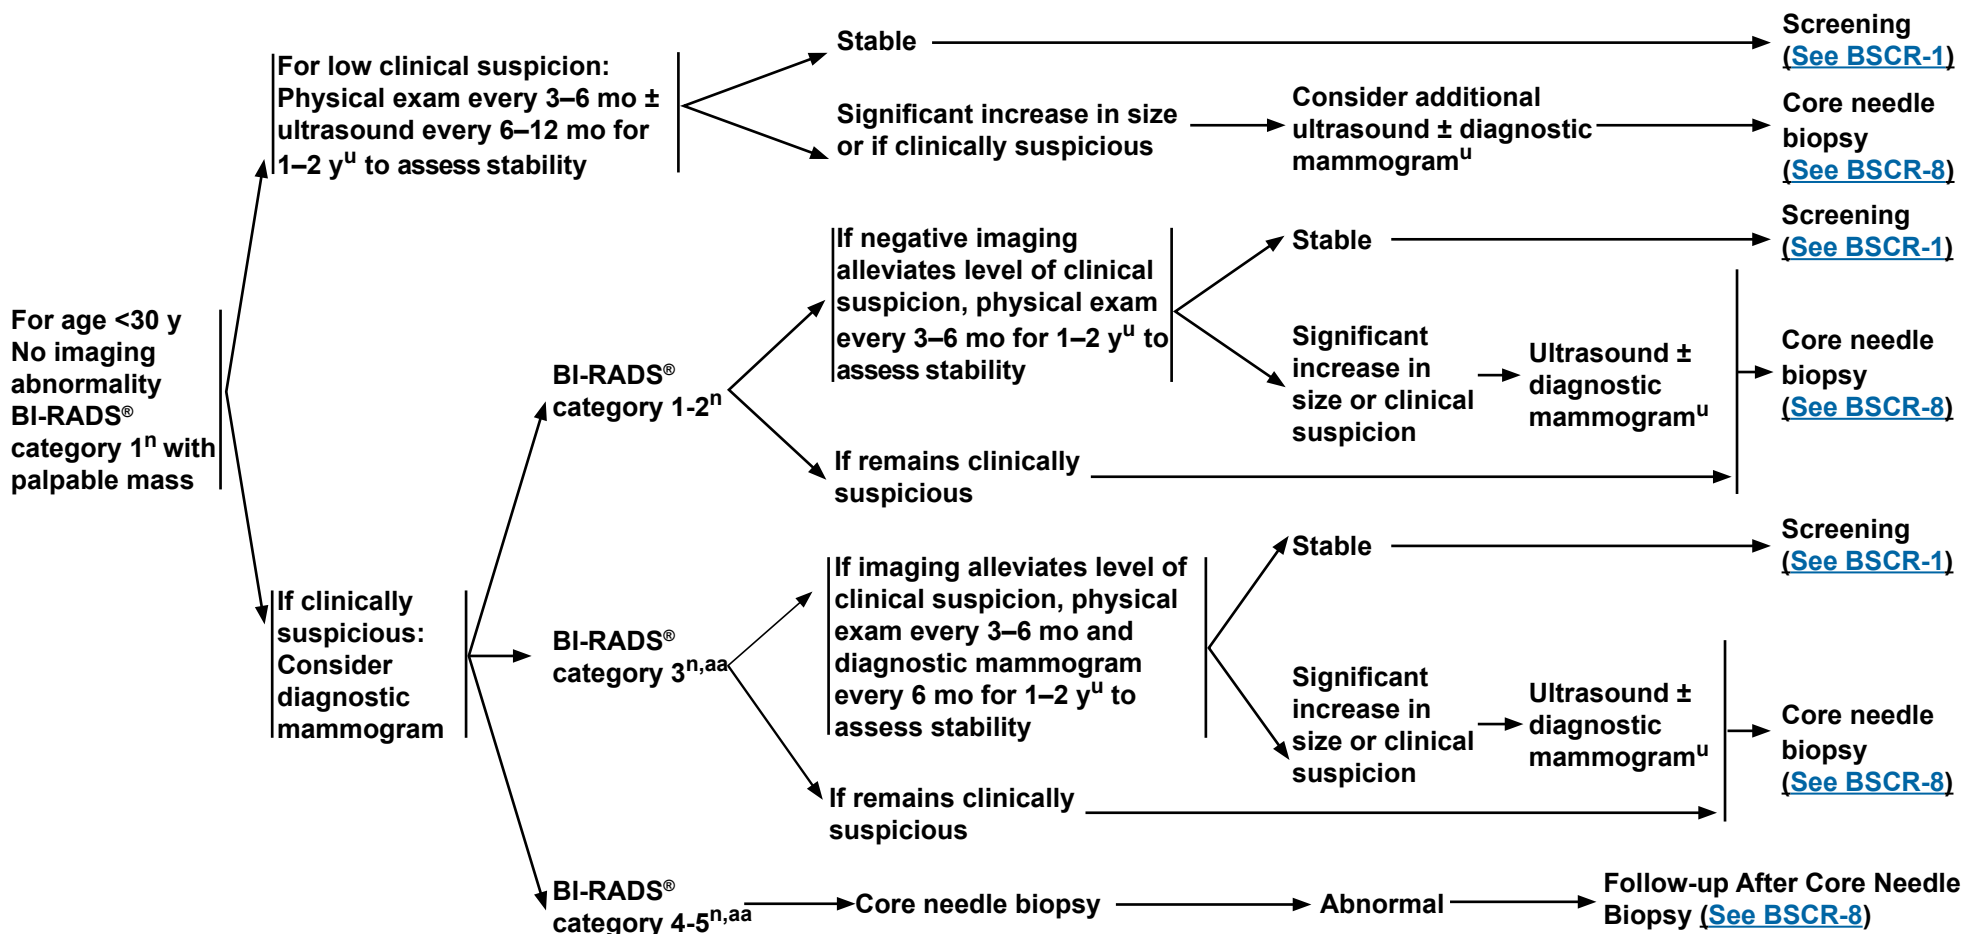 For age <30 y
No imaging
abnormality
BI-RADS®
category 1ⁿ with
palpable mass
For low clinical suspicion:
Physical exam every 3–6 mo ±
ultrasound every 6–12 mo for
1–2 yᵘ to assess stability
Stable
Screening
(See BSCR-1)
Significant increase in size
or if clinically suspicious
Consider additional
ultrasound ± diagnostic
mammogramᵘ
Core needle
biopsy
(See BSCR-8)
If clinically
suspicious:
Consider
diagnostic
mammogram
BI-RADS®
category 1-2ⁿ
If negative imaging
alleviates level of clinical
suspicion, physical exam
every 3–6 mo for 1–2 yᵘ to
assess stability
Stable
Screening
(See BSCR-1)
Significant
increase in
size or clinical
suspicion
Ultrasound ±
diagnostic
mammogramᵘ
If remains clinically
suspicious
Core needle
biopsy
(See BSCR-8)
BI-RADS®
category 3ⁿ,ᵃᵃ
If imaging alleviates level of
clinical suspicion, physical
exam every 3–6 mo and
diagnostic mammogram
every 6 mo for 1–2 yᵘ to
assess stability
Stable
Screening
(See BSCR-1)
Significant
increase in
size or clinical
suspicion
Ultrasound ±
diagnostic
mammogramᵘ
If remains clinically
suspicious
Core needle
biopsy
(See BSCR-8)
BI-RADS®
category 4-5ⁿ,ᵃᵃ
Core needle biopsy
Abnormal
Follow-up After Core Needle
Biopsy (See BSCR-8)